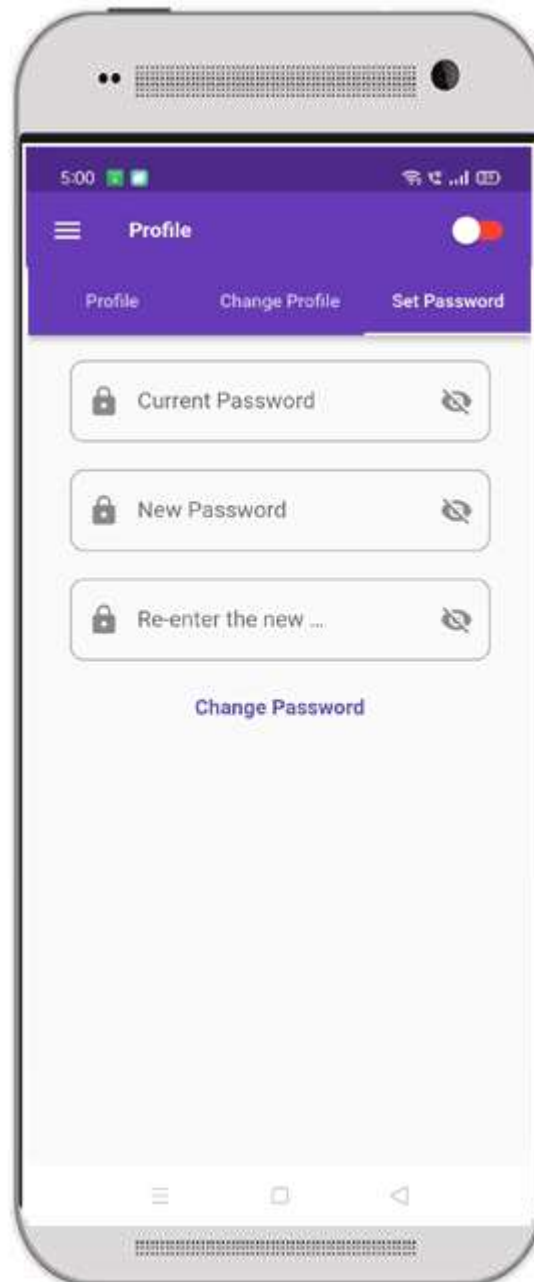 5:00
Profile
Profile Change Profile Set Password
Current Password
New Password
Re-enter the new ...
Change Password